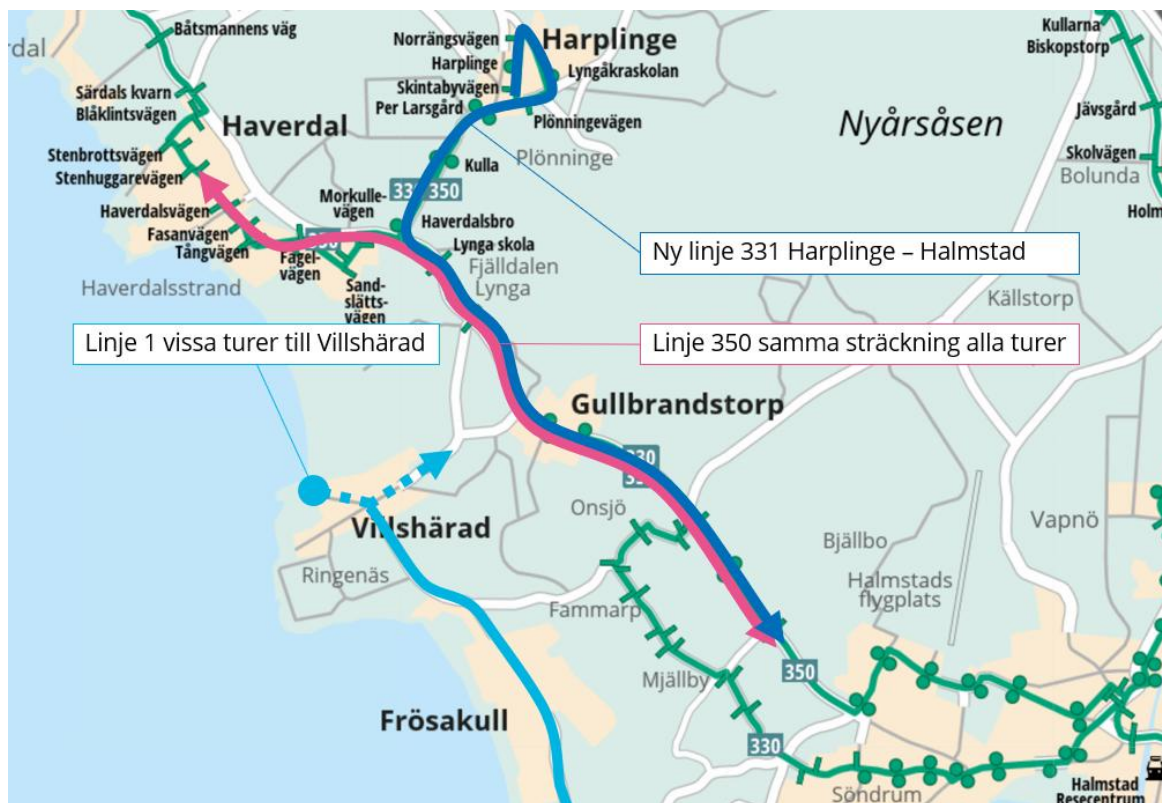 Båtsmannens väg
dal
Särdals kvarn
Blåklintsvägen
Haverdal
Stenbrottsvägen
Stenhuggarevägen
Haverdalsvägen
Fasanvägen
Tångvägen
Fågel-
vägen
Sand-
slätts-
vägen
Haverdalsstrand
Morkulle-
vägen
Norrängsvägen
Harplinge
Harplinge
Lyngåkraskolan
Skintabyvägen
Per Larsgård
Plönningevägen
Plönninge
Kulla
350
Haverdalsbro
Lynga skola
Fjälldalen
Lynga
Nyårsåsen
Kullarna
Biskopstorp
Jävsgård
Skolvägen
Bolunda
Holm
Ny linje 331 Harplinge – Halmstad
Källstorp
Linje 1 vissa turer till Villshärad
Linje 350 samma sträckning alla turer
Gullbrandstorp
Onsjö
Villshärad
Ringenäs
Fammarp
Bjällbo
Vapnö
Halmstads
flygplats
Mjällby
350
Frösakull
330
Söndrum
Halmstad
Resecentrum